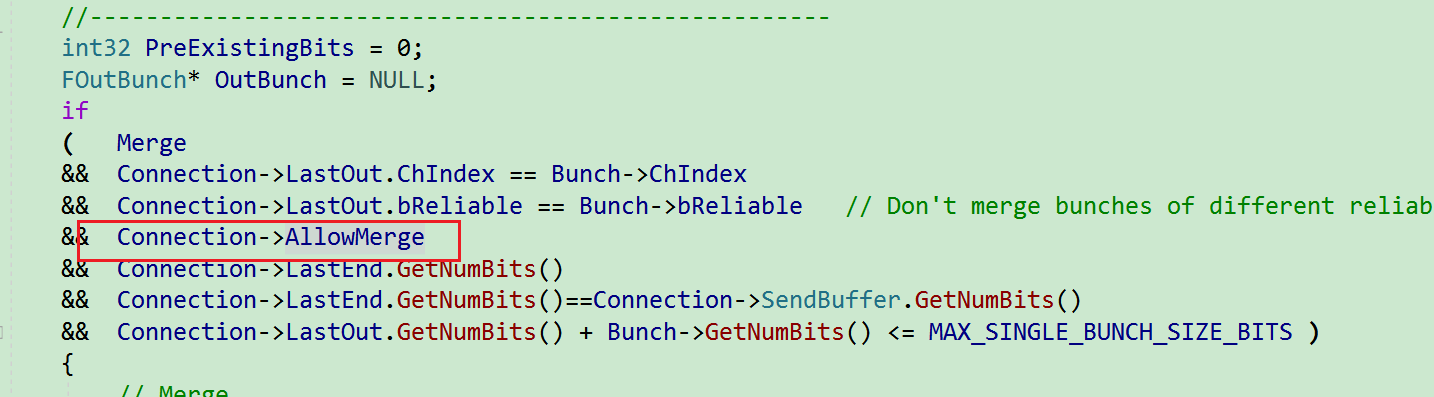 //------------------------------------------------------
int32 PreExistingBits = 0;
FOutBunch* OutBunch = NULL;
if
( Merge
&& Connection->LastOut.ChIndex == Bunch->ChIndex
&& Connection->LastOut.bReliable == Bunch->bReliable // Don't merge bunches of different reliab
&& Connection->AllowMerge
&& Connection->LastEnd.GetNumBits()
&& Connection->LastEnd.GetNumBits()==Connection->SendBuffer.GetNumBits()
&& Connection->LastOut.GetNumBits() + Bunch->GetNumBits() <= MAX_SINGLE_BUNCH_SIZE_BITS )
{
// Merge